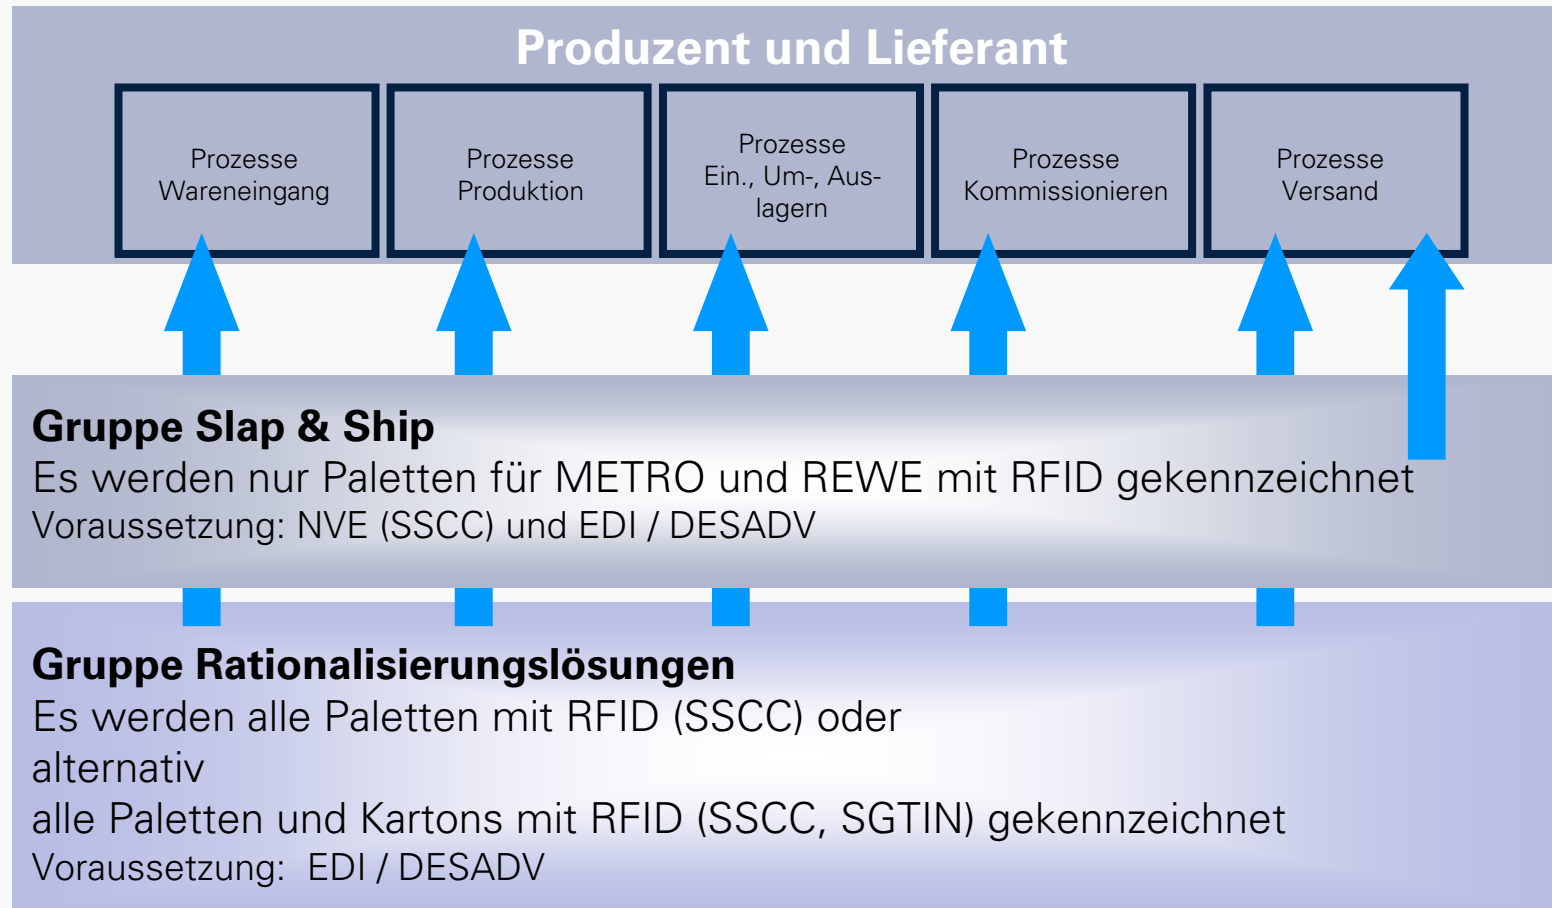 Produzent und Lieferant
Prozesse
Wareneingang
Prozesse
Produktion
Prozesse
Ein., Um-, Aus-
lagern
Prozesse
Kommissionieren
Prozesse
Versand
Gruppe Slap & Ship
Es werden nur Paletten für METRO und REWE mit RFID gekennzeichnet
Voraussetzung: NVE (SSCC) und EDI / DESADV
Gruppe Rationalisierungslösungen
Es werden alle Paletten mit RFID (SSCC) oder
alternativ
alle Paletten und Kartons mit RFID (SSCC, SGTIN) gekennzeichnet
Voraussetzung:  EDI / DESADV